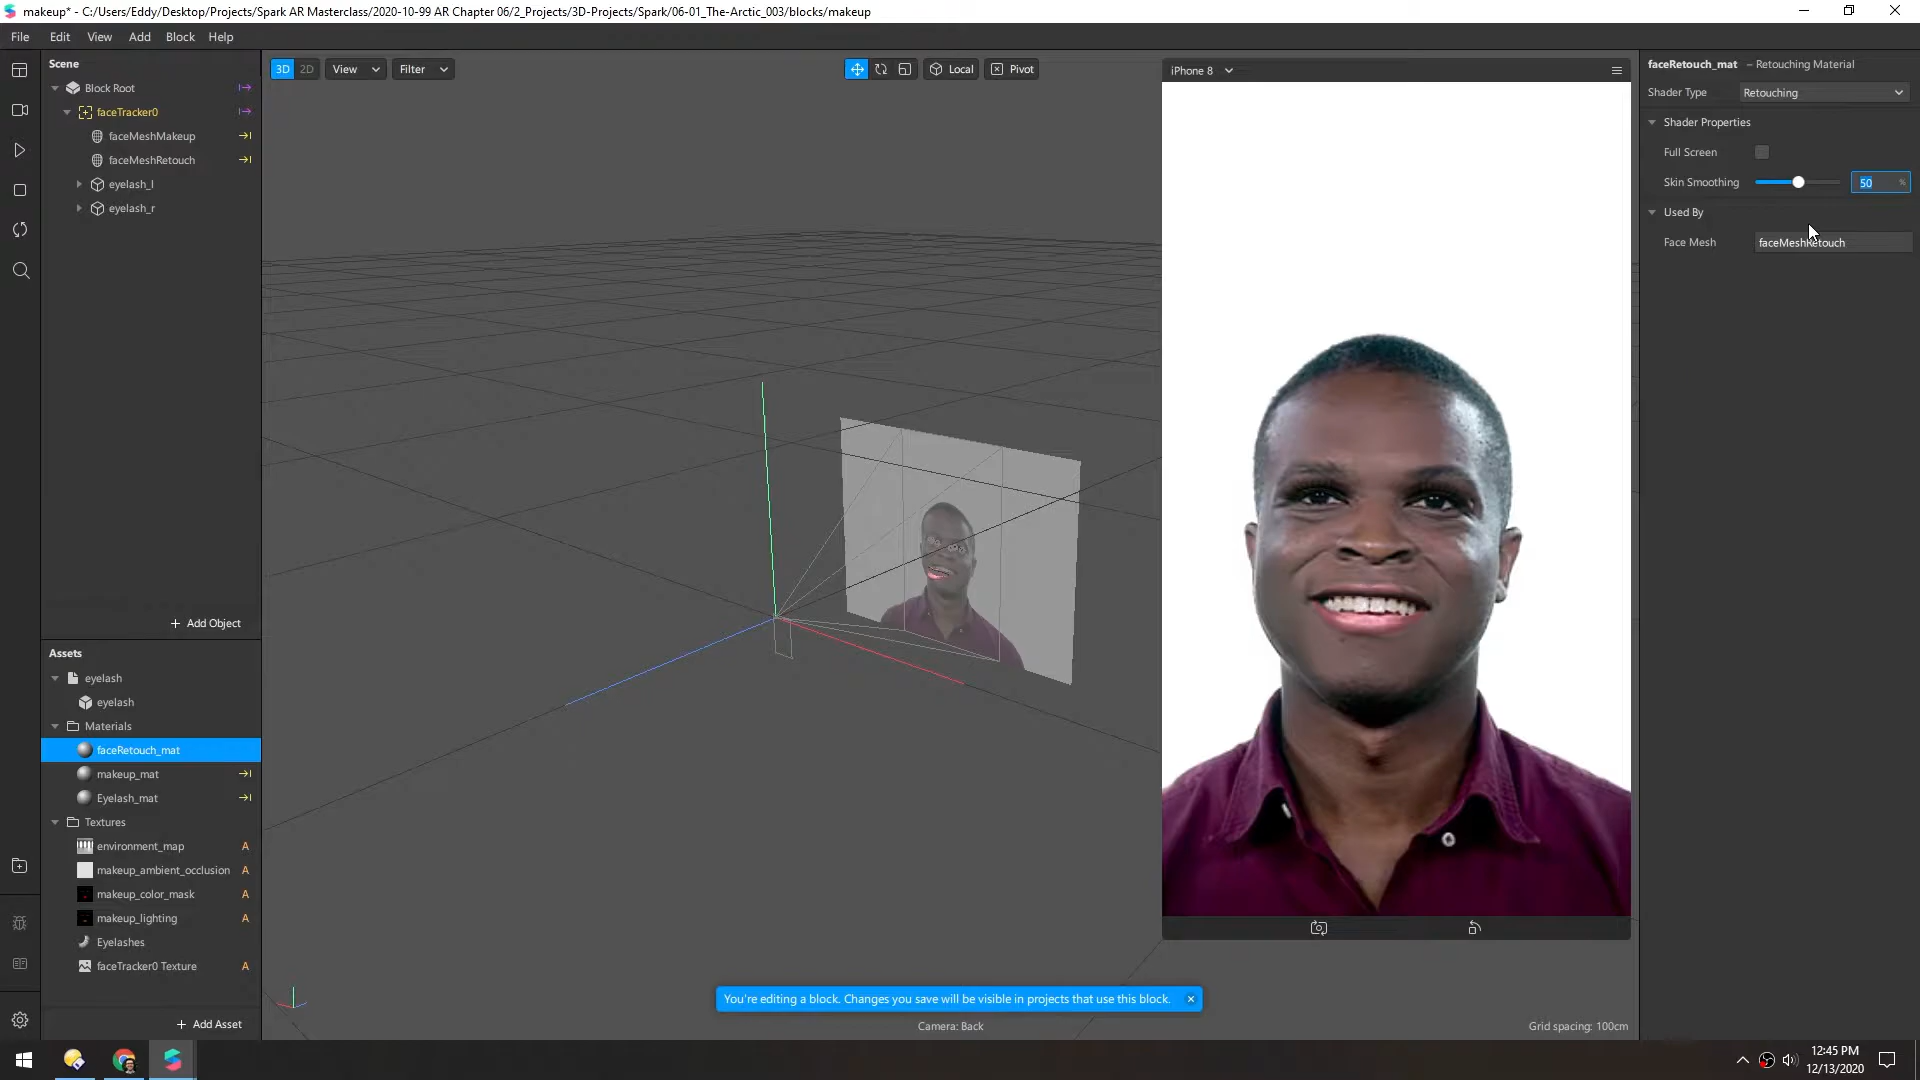 makeup* - C:/Users/Eddy/Desktop/Projects/Spark AR Masterclass/2020-10-99 AR Chapter 06/2_Projects/3D-Projects/Spark/06-01_The-Arctic_003/blocks/makeup
File Edit View Add Block Help
Scene
Block Root
faceTracker0
faceMeshMakeup
faceMeshRetouch
eyelash_l
eyelash_r
+ Add Object
Assets
eyelash
eyelash
Materials
faceRetouch_mat
makeup_mat
Eyelash_mat
Textures
environment_map A
makeup_ambient_occlusion A
makeup_color_mask A
makeup_lighting A
Eyelashes
faceTracker0 Texture A
+ Add Asset
3D 2D View Filter Local Pivot
iPhone 8
You're editing a block. Changes you save will be visible in projects that use this block.
Camera: Back
Grid spacing: 100cm
faceRetouch_mat – Retouching Material
Shader Type Retouching
Shader Properties
Full Screen
Skin Smoothing 50 %
Used By
Face Mesh faceMeshRetouch
12:45 PM
12/13/2020